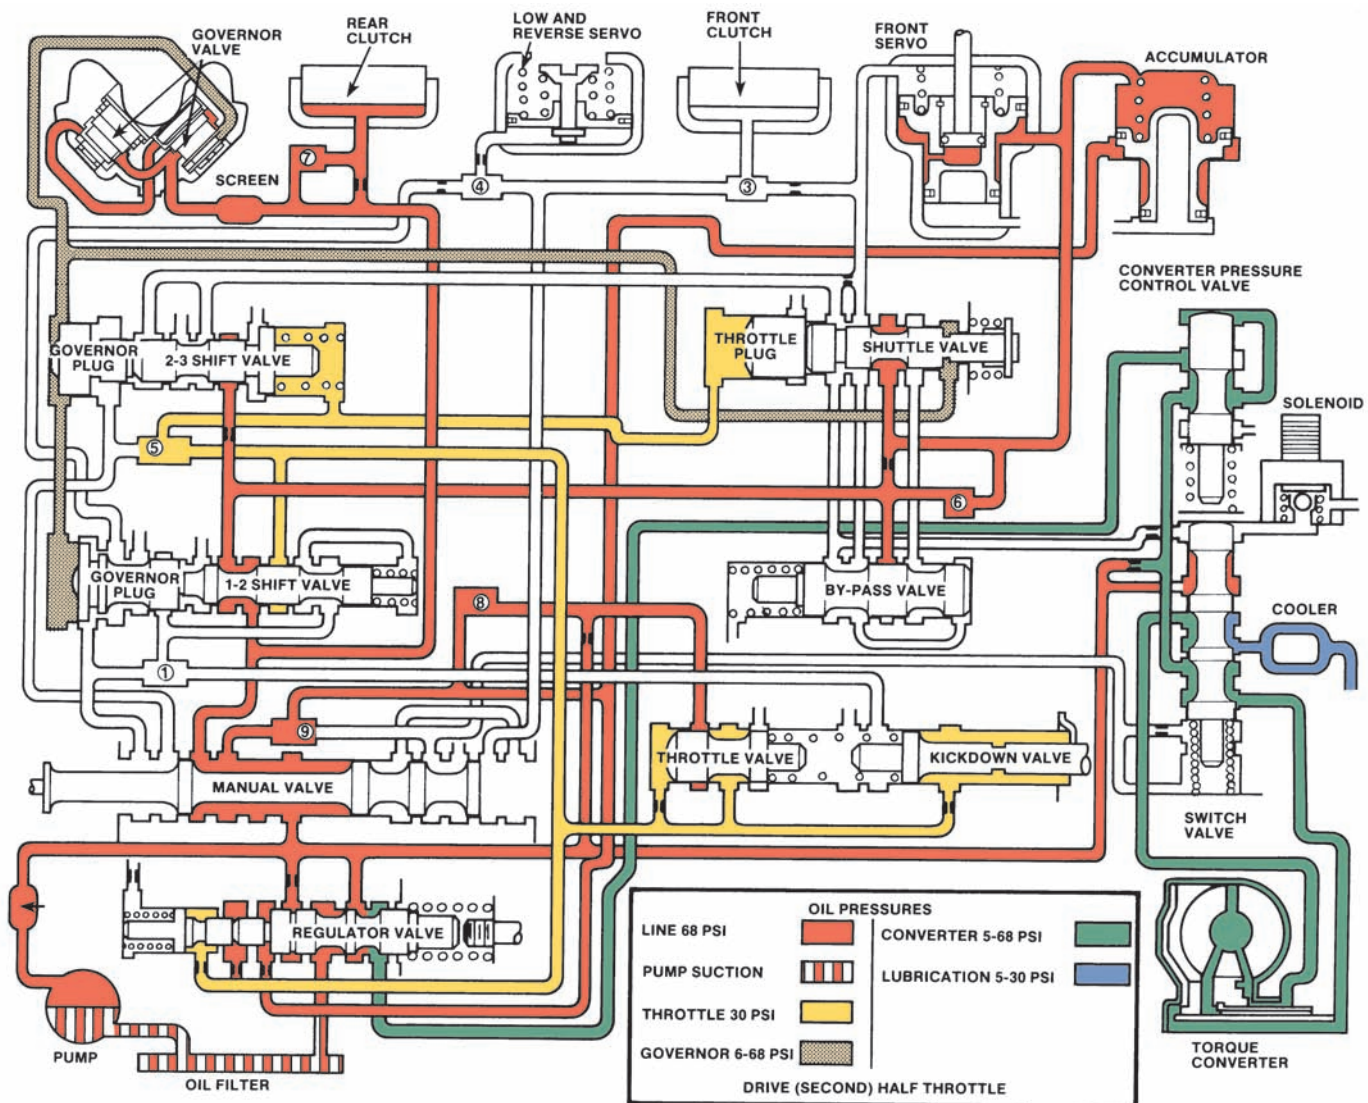 GOVERNOR
VALVE
REAR
CLUTCH
LOW AND
REVERSE SERVO
FRONT
CLUTCH
FRONT
SERVO
ACCUMULATOR
SCREEN
7
4
3
CONVERTER PRESSURE
CONTROL VALVE
GOVERNOR
PLUG
2-3 SHIFT VALVE
THROTTLE
PLUG
SHUTTLE VALVE
SOLENOID
5
6
GOVERNOR
PLUG
1-2 SHIFT VALVE
BY-PASS VALVE
8
COOLER
1
9
THROTTLE VALVE
KICKDOWN VALVE
MANUAL VALVE
SWITCH
VALVE
REGULATOR VALVE
PUMP
OIL FILTER
OIL PRESSURES
LINE 68 PSI
CONVERTER 5-68 PSI
PUMP SUCTION
LUBRICATION 5-30 PSI
THROTTLE 30 PSI
GOVERNOR 6-68 PSI
DRIVE (SECOND) HALF THROTTLE
TORQUE
CONVERTER